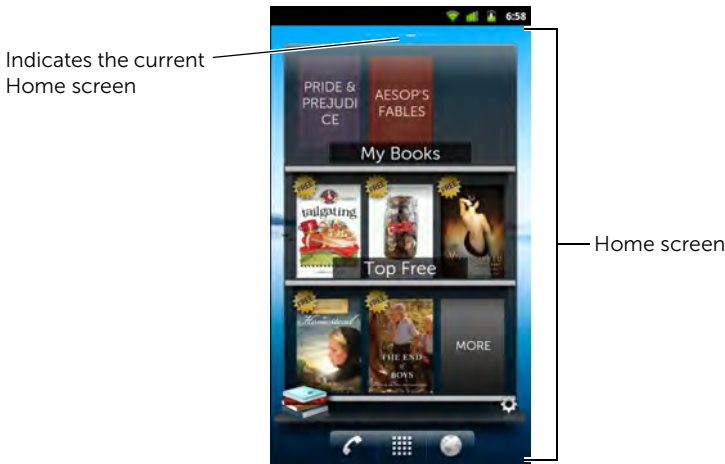 6:58
Indicates the current
Home screen
PRIDE &
PREJUDI
CE
AESOP'S
FABLES
My Books
FREE
FREE
FREE
tailgating
Top Free
Home screen
FREE
FREE
Homestead
THE END
of
BOYS
MORE